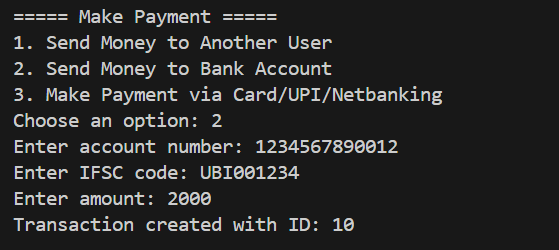 ===== Make Payment =====
1. Send Money to Another User
2. Send Money to Bank Account
3. Make Payment via Card/UPI/Netbanking
Choose an option: 2
Enter account number: 1234567890012
Enter IFSC code: UBI001234
Enter amount: 2000
Transaction created with ID: 10